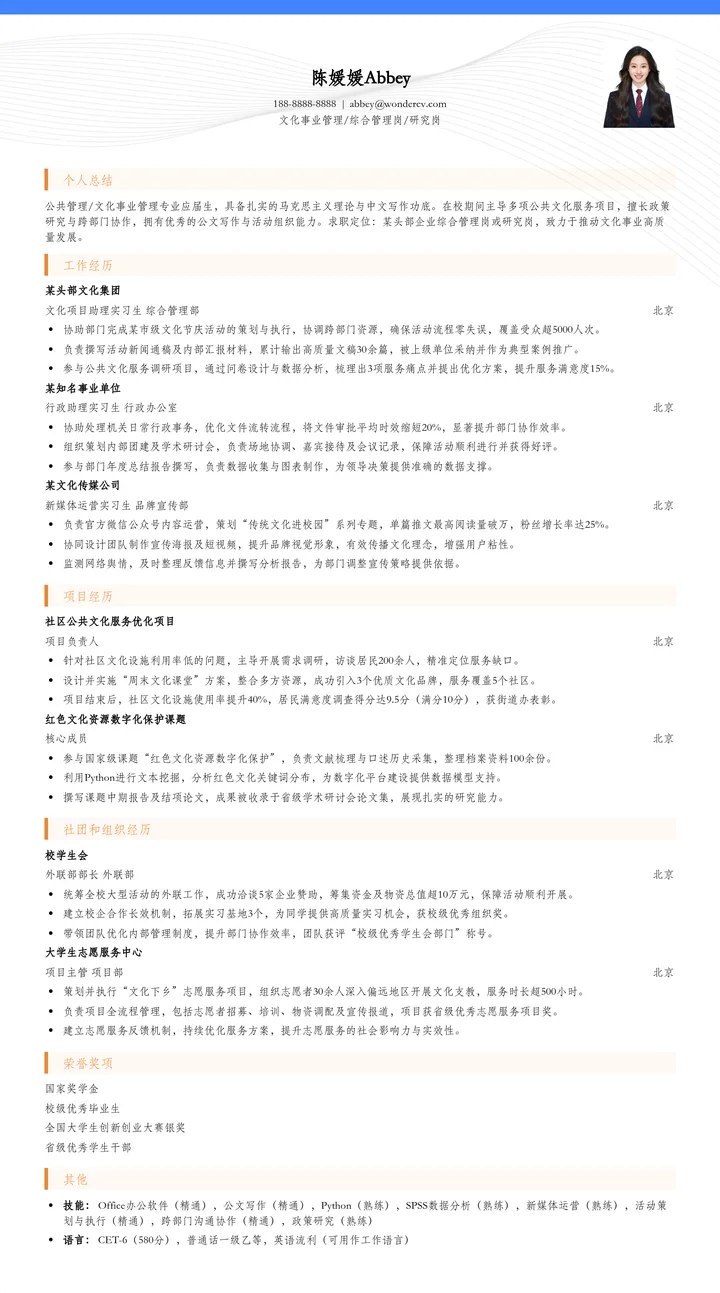 陈媛媛Abbey
188-8888-8888 | abbey@wondercv.com
文化事业管理/综合管理岗/研究岗
个人总结
公共管理/文化事业管理专业应届生，具备扎实的马克思主义理论与中文写作功底。在校期间主导多项公共文化服务项目，擅长政策
研究与跨部门协作，拥有优秀的公文写作与活动组织能力。求职定位：某头部企业综合管理岗或研究岗，致力于推动文化事业高质
量发展。
工作经历
某头部文化集团
文化项目助理实习生 综合管理部 北京
• 协助部门完成某市级文化节庆活动的策划与执行，协调跨部门资源，确保活动流程零失误，覆盖受众超5000人次。
• 负责撰写活动新闻通稿及内部汇报材料，累计输出高质量文稿30余篇，被上级单位采纳并作为典型案例推广。
• 参与公共文化服务调研项目，通过问卷设计与数据分析，梳理出3项服务痛点并提出优化方案，提升服务满意度15%。
某知名事业单位
行政助理实习生 行政办公室 北京
• 协助处理机关日常行政事务，优化文件流转流程，将文件审批平均时效缩短20%，显著提升部门协作效率。
• 组织策划内部团建及学术研讨会，负责场地协调、嘉宾接待及会议记录，保障活动顺利进行并获得好评。
• 参与部门年度总结报告撰写，负责数据收集与图表制作，为领导决策提供准确的数据支撑。
某文化传媒公司
新媒体运营实习生 品牌宣传部 北京
• 负责官方微信公众号内容运营，策划“传统文化进校园”系列专题，单篇推文最高阅读量破万，粉丝增长率达25%。
• 协同设计团队制作宣传海报及短视频，提升品牌视觉形象，有效传播文化理念，增强用户粘性。
• 监测网络舆情，及时整理反馈信息并撰写分析报告，为部门调整宣传策略提供依据。
项目经历
社区公共文化服务优化项目
项目负责人 北京
• 针对社区文化设施利用率低的问题，主导开展需求调研，访谈居民200余人，精准定位服务缺口。
• 设计并实施“周末文化课堂”方案，整合多方资源，成功引入3个优质文化品牌，服务覆盖5个社区。
• 项目结束后，社区文化设施使用率提升40%，居民满意度调查得分达9.5分（满分10分），获街道办表彰。
红色文化资源数字化保护课题
核心成员 北京
• 参与国家级课题“红色文化资源数字化保护”，负责文献梳理与口述历史采集，整理档案资料100余份。
• 利用Python进行文本挖掘，分析红色文化关键词分布，为数字化平台建设提供数据模型支持。
• 撰写课题中期报告及结项论文，成果被收录于省级学术研讨会论文集，展现扎实的研究能力。
社团和组织经历
校学生会
外联部部长 外联部 北京
• 统筹全校大型活动的外联工作，成功洽谈5家企业赞助，筹集资金及物资总值超10万元，保障活动顺利开展。
• 建立校企合作长效机制，拓展实习基地3个，为同学提供高质量实习机会，获校级优秀组织奖。
• 带领团队优化内部管理制度，提升部门协作效率，团队获评“校级优秀学生会部门”称号。
大学生志愿服务中心
项目主管 项目部 北京
• 策划并执行“文化下乡”志愿服务项目，组织志愿者30余人深入偏远地区开展文化支教，服务时长超500小时。
• 负责项目全流程管理，包括志愿者招募、培训、物资调配及宣传报道，项目获省级优秀志愿服务项目奖。
• 建立志愿服务反馈机制，持续优化服务方案，提升志愿服务的社会影响力与实效性。
荣誉奖项
国家奖学金
校级优秀毕业生
全国大学生创新创业大赛银奖
省级优秀学生干部
其他
• 技能： Office办公软件（精通），公文写作（精通），Python（熟练），SPSS数据分析（熟练），新媒体运营（熟练），活动策
划与执行（精通），跨部门沟通协作（精通），政策研究（熟练）
• 语言： CET-6（580分），普通话一级乙等，英语流利（可用作工作语言）